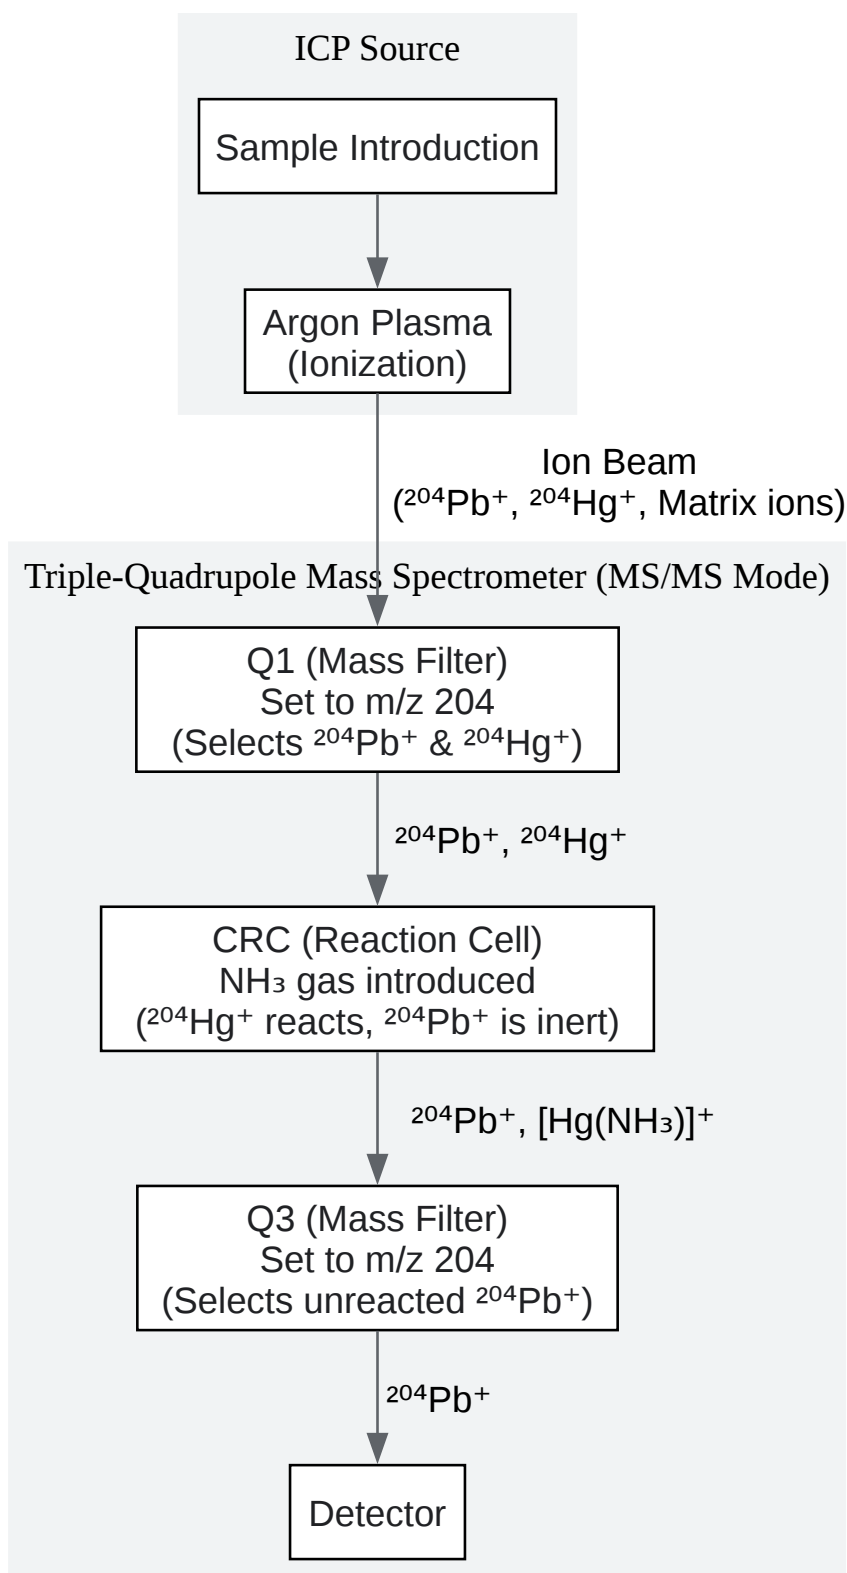 ICP Source
Sample Introduction
Argon Plasma
(Ionization)
Ion Beam
(²⁰⁴Pb⁺, ²⁰⁴Hg⁺, Matrix ions)
Triple-Quadrupole Mass Spectrometer (MS/MS Mode)
Q1 (Mass Filter)
Set to m/z 204
(Selects ²⁰⁴Pb⁺ & ²⁰⁴Hg⁺)
²⁰⁴Pb⁺, ²⁰⁴Hg⁺
CRC (Reaction Cell)
NH₃ gas introduced
(²⁰⁴Hg⁺ reacts, ²⁰⁴Pb⁺ is inert)
²⁰⁴Pb⁺, [Hg(NH₃)]⁺
Q3 (Mass Filter)
Set to m/z 204
(Selects unreacted ²⁰⁴Pb⁺)
²⁰⁴Pb⁺
Detector